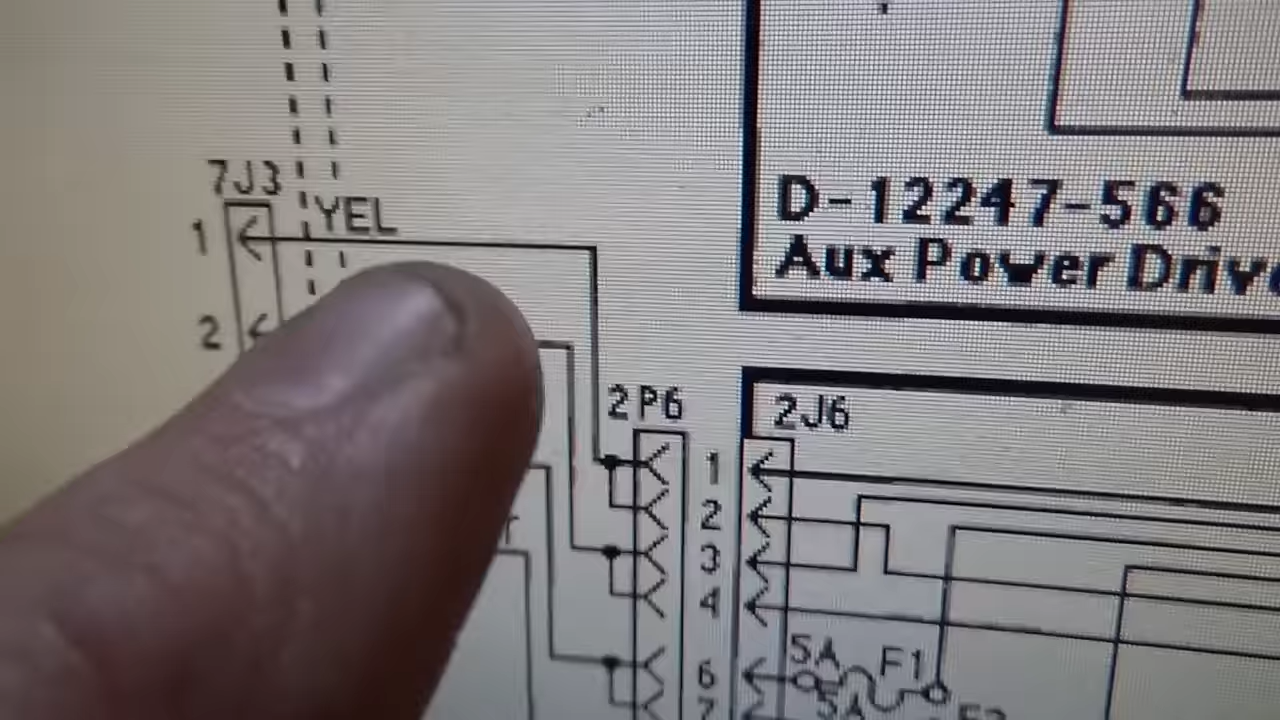 7J3
1
YEL
2
D-12247-566
Aux Power Drive
2P6
2J6
1
2
3
4
6
7
5A
F1
5A